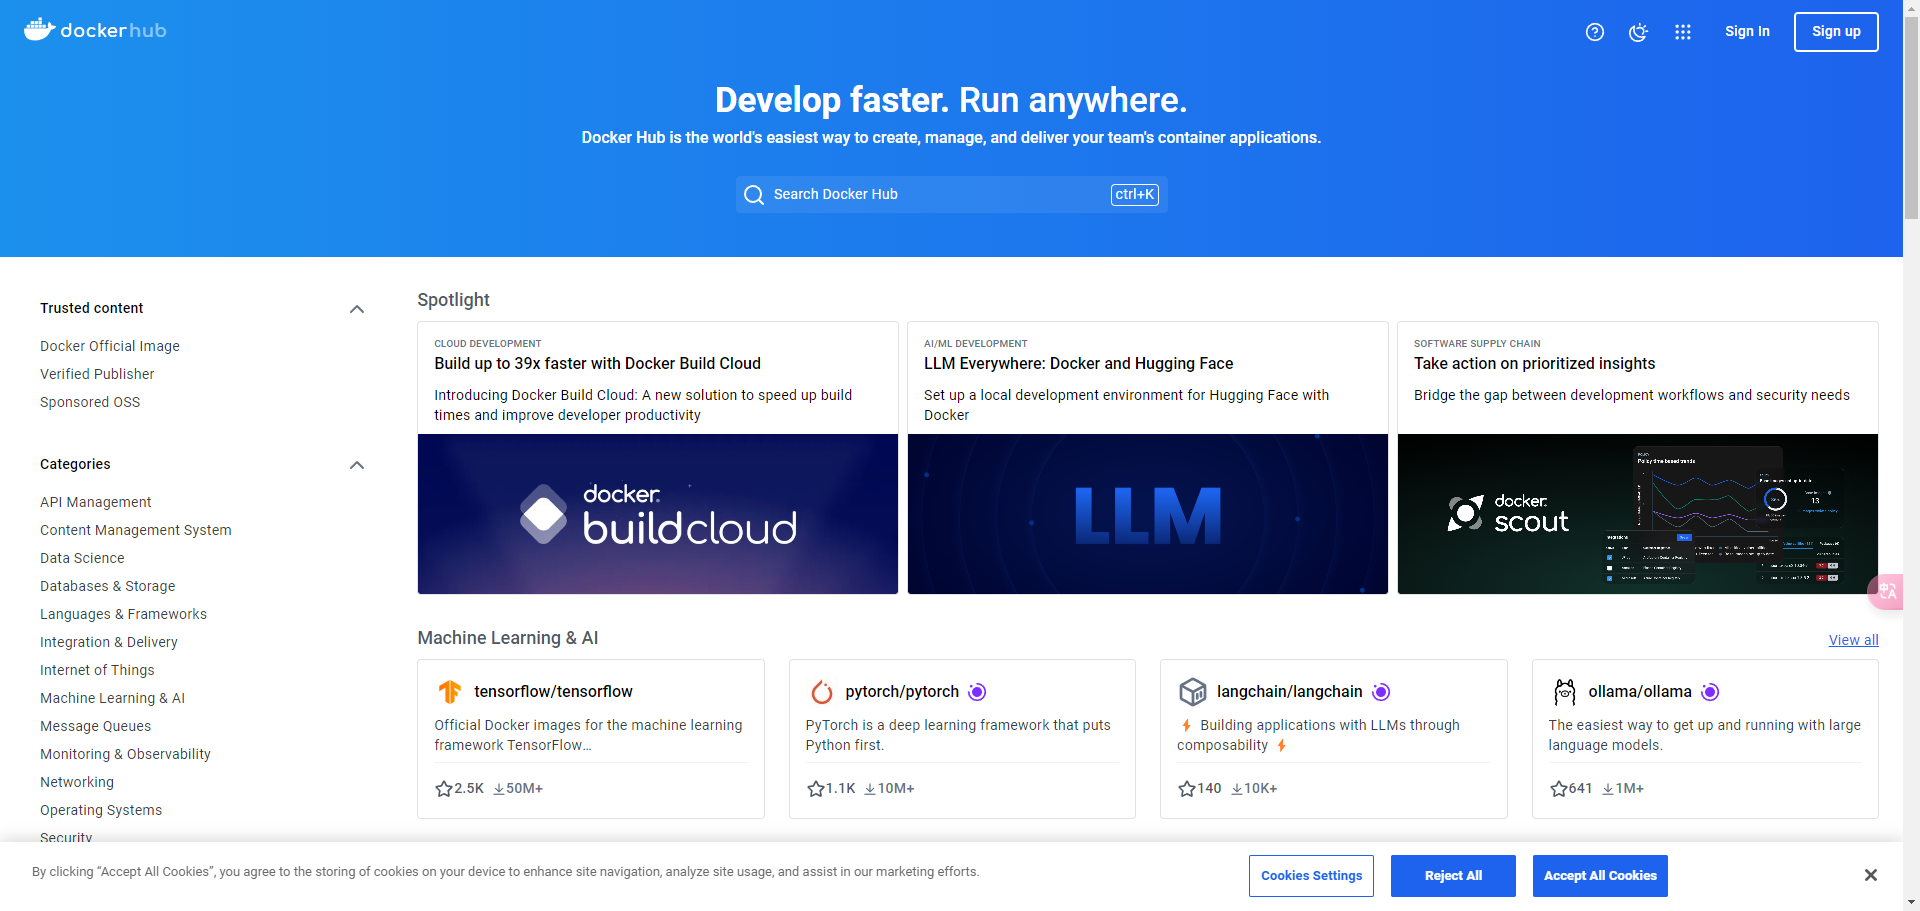 dockerhub
Sign In
Sign up
Develop faster. Run anywhere.
Docker Hub is the world's easiest way to create, manage, and deliver your team's container applications.
Search Docker Hub
ctrl+K
Trusted content
Docker Official Image
Verified Publisher
Sponsored OSS
Categories
API Management
Content Management System
Data Science
Databases & Storage
Languages & Frameworks
Integration & Delivery
Internet of Things
Machine Learning & AI
Message Queues
Monitoring & Observability
Networking
Operating Systems
Security
Spotlight
CLOUD DEVELOPMENT
Build up to 39x faster with Docker Build Cloud
Introducing Docker Build Cloud: A new solution to speed up build
times and improve developer productivity
docker.
buildcloud
AI/ML DEVELOPMENT
LLM Everywhere: Docker and Hugging Face
Set up a local development environment for Hugging Face with
Docker
LLM
SOFTWARE SUPPLY CHAIN
Take action on prioritized insights
Bridge the gap between development workflows and security needs
docker.
scout
Policy time based trends
Machine Learning & AI
View all
tensorflow/tensorflow
Official Docker images for the machine learning
framework TensorFlow...
2.5K 50M+
pytorch/pytorch
PyTorch is a deep learning framework that puts
Python first.
1.1K 10M+
langchain/langchain
⚡ Building applications with LLMs through
composability ⚡
140 10K+
ollama/ollama
The easiest way to get up and running with large
language models.
641 1M+
By clicking “Accept All Cookies”, you agree to the storing of cookies on your device to enhance site navigation, analyze site usage, and assist in our marketing efforts.
Cookies Settings
Reject All
Accept All Cookies